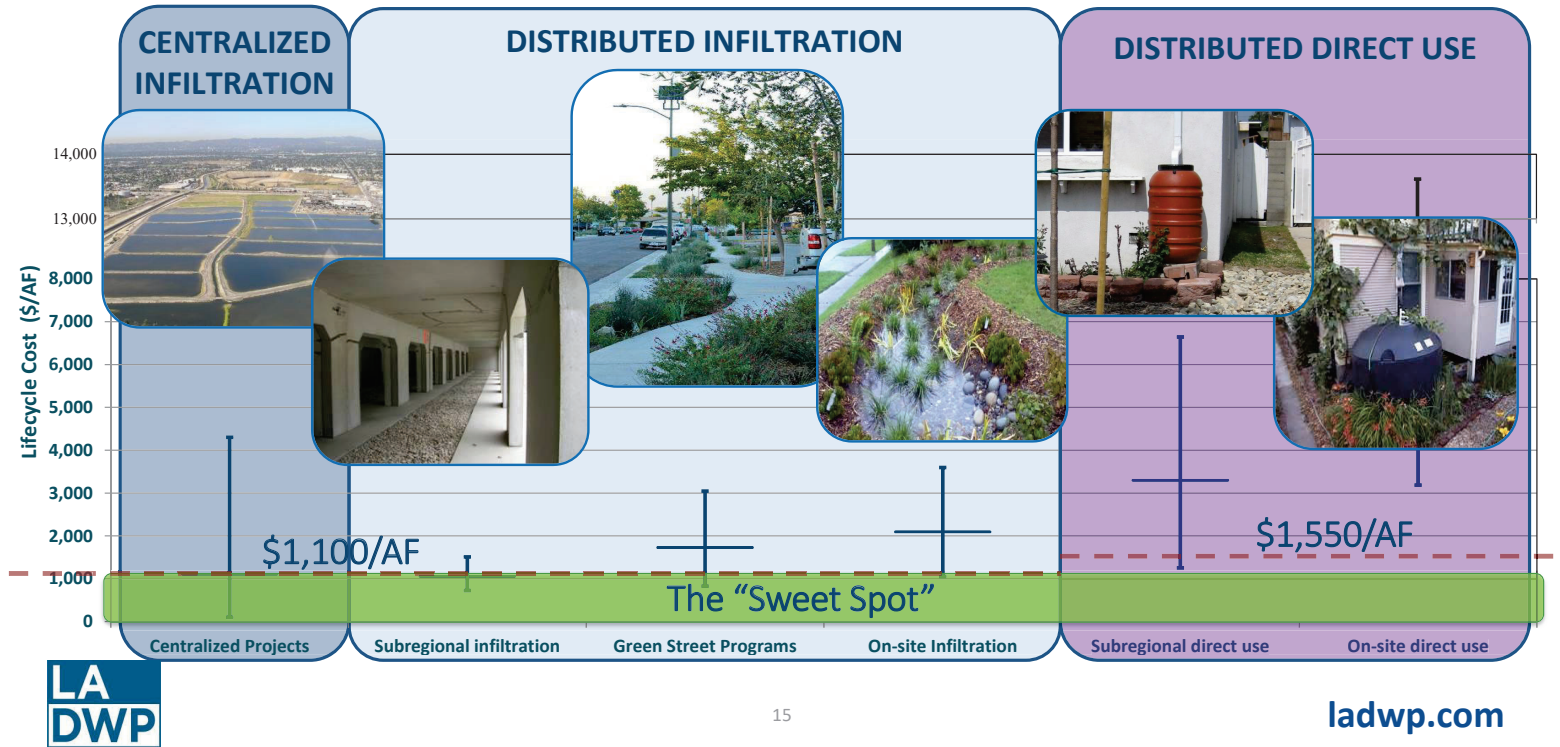 CENTRALIZED
INFILTRATION
DISTRIBUTED INFILTRATION
DISTRIBUTED DIRECT USE
Lifecycle Cost ($/AF)
14,000
13,000
8,000
7,000
6,000
5,000
4,000
3,000
2,000
1,000
0
$1,100/AF
$1,550/AF
The “Sweet Spot”
Centralized Projects
Subregional infiltration
Green Street Programs
On-site Infiltration
Subregional direct use
On-site direct use
LA
DWP
15
ladwp.com